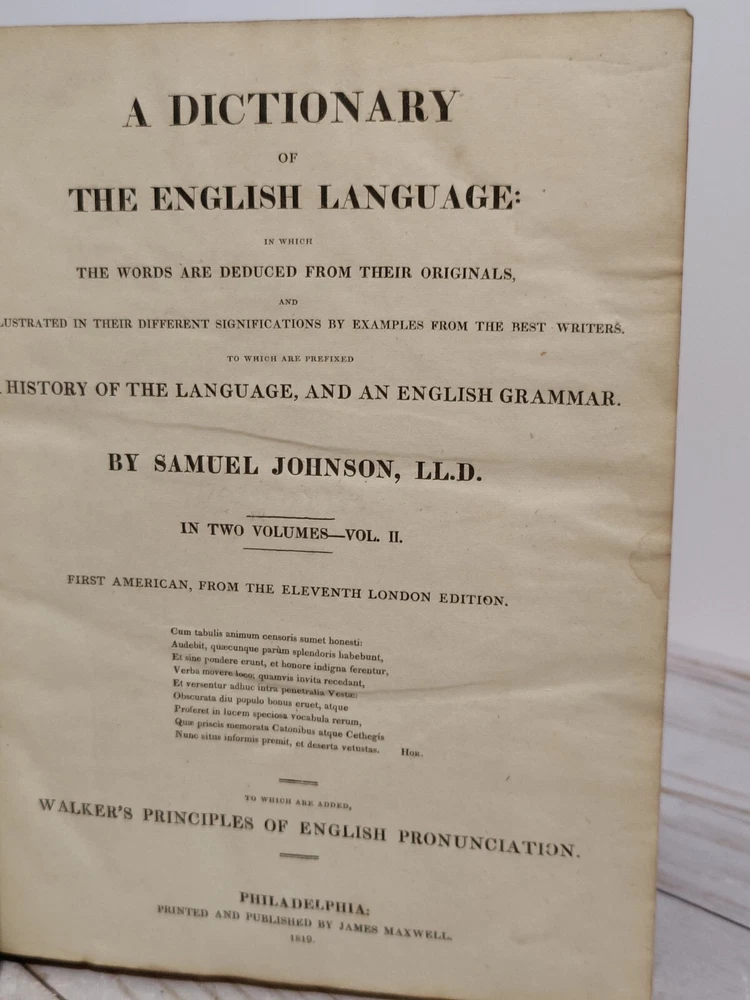 A DICTIONARY
OF
THE ENGLISH LANGUAGE:
IN WHICH
THE WORDS ARE DEDUCED FROM THEIR ORIGINALS,
AND
LUSTRATED IN THEIR DIFFERENT SIGNIFICATIONS BY EXAMPLES FROM THE BEST WRITERS.
TO WHICH ARE PREFIXED
HISTORY OF THE LANGUAGE, AND AN ENGLISH GRAMMAR.
BY SAMUEL JOHNSON, LL.D.
IN TWO VOLUMES—VOL. II.
FIRST AMERICAN, FROM THE ELEVENTH LONDON EDITION.
Cum tabulis animum censoris sumet honesti:
Audebit, quæcunque parùm splendoris habebunt,
Et sine pondere erunt, et honore indigna ferentur,
Verba movere loco; quamvis invita recedant,
Et versentur adhuc intra penetralia Vestæ:
Obscurata diu populo bonus eruet, atque
Proferet in lucem speciosa vocabula rerum,
Quæ priscis memorata Catonibus atque Cethegis
Nunc situs informis premit, et deserta vetustas. HOR.
TO WHICH ARE ADDED,
WALKER'S PRINCIPLES OF ENGLISH PRONUNCIATION.
PHILADELPHIA:
PRINTED AND PUBLISHED BY JAMES MAXWELL.
1819.